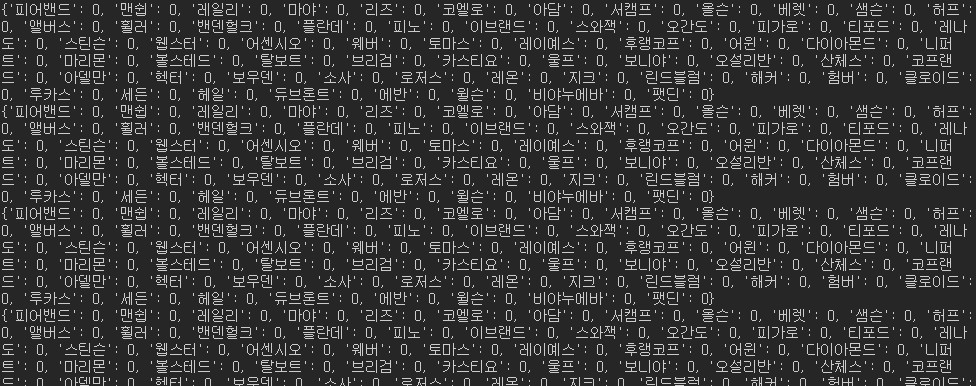 {'피어밴드': 0, '맨쉽': 0, '레일리': 0, '마야': 0, '리즈': 0, '코엘로': 0, '아담': 0, '서캠프': 0, '올슨': 0, '베렛': 0, '샘슨': 0, '허프':
0, '앨버스': 0, '휠러': 0, '밴덴헐크': 0, '플란데': 0, '피노': 0, '이브랜드': 0, '스와잭': 0, '오간도': 0, '피가로': 0, '티포드': 0, '레나
도': 0, '스틴슨': 0, '웹스터': 0, '어센시오': 0, '웨버': 0, '토마스': 0, '레이예스': 0, '후랭코프': 0, '어윈': 0, '다이아몬드': 0, '니퍼
트': 0, '마리몬': 0, '볼스테드': 0, '탈보트': 0, '브리검': 0, '카스티요': 0, '울프': 0, '보니야': 0, '오설리반': 0, '산체스': 0, '코프랜
드': 0, '아델만': 0, '헥터': 0, '보우덴': 0, '소사': 0, '로저스': 0, '레온': 0, '지크': 0, '린드블럼': 0, '해커': 0, '험버': 0, '클로이드':
0, '루카스': 0, '세든': 0, '헤일': 0, '듀브론트': 0, '에반': 0, '윌슨': 0, '비야누에바': 0, '팻딘': 0}
{'피어밴드': 0, '맨쉽': 0, '레일리': 0, '마야': 0, '리즈': 0, '코엘로': 0, '아담': 0, '서캠프': 0, '올슨': 0, '베렛': 0, '샘슨': 0, '허프':
0, '앨버스': 0, '휠러': 0, '밴덴헐크': 0, '플란데': 0, '피노': 0, '이브랜드': 0, '스와잭': 0, '오간도': 0, '피가로': 0, '티포드': 0, '레나
도': 0, '스틴슨': 0, '웹스터': 0, '어센시오': 0, '웨버': 0, '토마스': 0, '레이예스': 0, '후랭코프': 0, '어윈': 0, '다이아몬드': 0, '니퍼
트': 0, '마리몬': 0, '볼스테드': 0, '탈보트': 0, '브리검': 0, '카스티요': 0, '울프': 0, '보니야': 0, '오설리반': 0, '산체스': 0, '코프랜
드': 0, '아델만': 0, '헥터': 0, '보우덴': 0, '소사': 0, '로저스': 0, '레온': 0, '지크': 0, '린드블럼': 0, '해커': 0, '험버': 0, '클로이드':
0, '루카스': 0, '세든': 0, '헤일': 0, '듀브론트': 0, '에반': 0, '윌슨': 0, '비야누에바': 0, '팻딘': 0}
{'피어밴드': 0, '맨쉽': 0, '레일리': 0, '마야': 0, '리즈': 0, '코엘로': 0, '아담': 0, '서캠프': 0, '올슨': 0, '베렛': 0, '샘슨': 0, '허프':
0, '앨버스': 0, '휠러': 0, '밴덴헐크': 0, '플란데': 0, '피노': 0, '이브랜드': 0, '스와잭': 0, '오간도': 0, '피가로': 0, '티포드': 0, '레나
도': 0, '스틴슨': 0, '웹스터': 0, '어센시오': 0, '웨버': 0, '토마스': 0, '레이예스': 0, '후랭코프': 0, '어윈': 0, '다이아몬드': 0, '니퍼
트': 0, '마리몬': 0, '볼스테드': 0, '탈보트': 0, '브리검': 0, '카스티요': 0, '울프': 0, '보니야': 0, '오설리반': 0, '산체스': 0, '코프랜
드': 0, '아델만': 0, '헥터': 0, '보우덴': 0, '소사': 0, '로저스': 0, '레온': 0, '지크': 0, '린드블럼': 0, '해커': 0, '험버': 0, '클로이드':
0, '루카스': 0, '세든': 0, '헤일': 0, '듀브론트': 0, '에반': 0, '윌슨': 0, '비야누에바': 0, '팻딘': 0}
{'피어밴드': 0, '맨쉽': 0, '레일리': 0, '마야': 0, '리즈': 0, '코엘로': 0, '아담': 0, '서캠프': 0, '올슨': 0, '베렛': 0, '샘슨': 0, '허프':
0, '앨버스': 0, '휠러': 0, '밴덴헐크': 0, '플란데': 0, '피노': 0, '이브랜드': 0, '스와잭': 0, '오간도': 0, '피가로': 0, '티포드': 0, '레나
도': 0, '스틴슨': 0, '웹스터': 0, '어센시오': 0, '웨버': 0, '토마스': 0, '레이예스': 0, '후랭코프': 0, '어윈': 0, '다이아몬드': 0, '니퍼
트': 0, '마리몬': 0, '볼스테드': 0, '탈보트': 0, '브리검': 0, '카스티요': 0, '울프': 0, '보니야': 0, '오설리반': 0, '산체스': 0, '코프랜
드': 0, '아델만': 0, '헥터': 0, '보우덴': 0, '소사': 0, '로저스': 0, '레온': 0, '지크': 0, '린드블럼': 0, '해커': 0, '험버': 0, '클로이드':